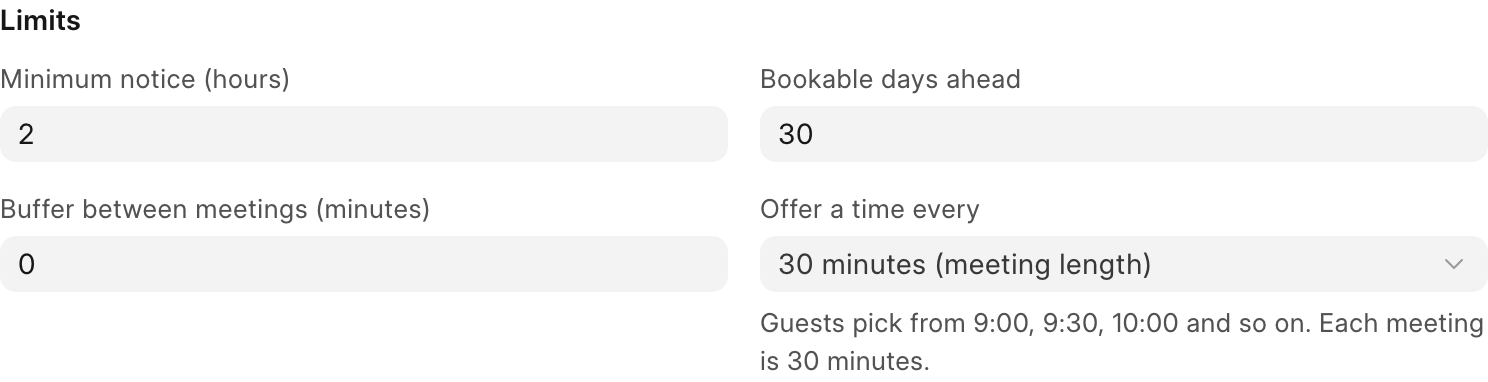 Limits
Minimum notice (hours)
Bookable days ahead
2
30
Buffer between meetings (minutes)
Offer a time every
0
30 minutes (meeting length)
Guests pick from 9:00, 9:30, 10:00 and so on. Each meeting
is 30 minutes.